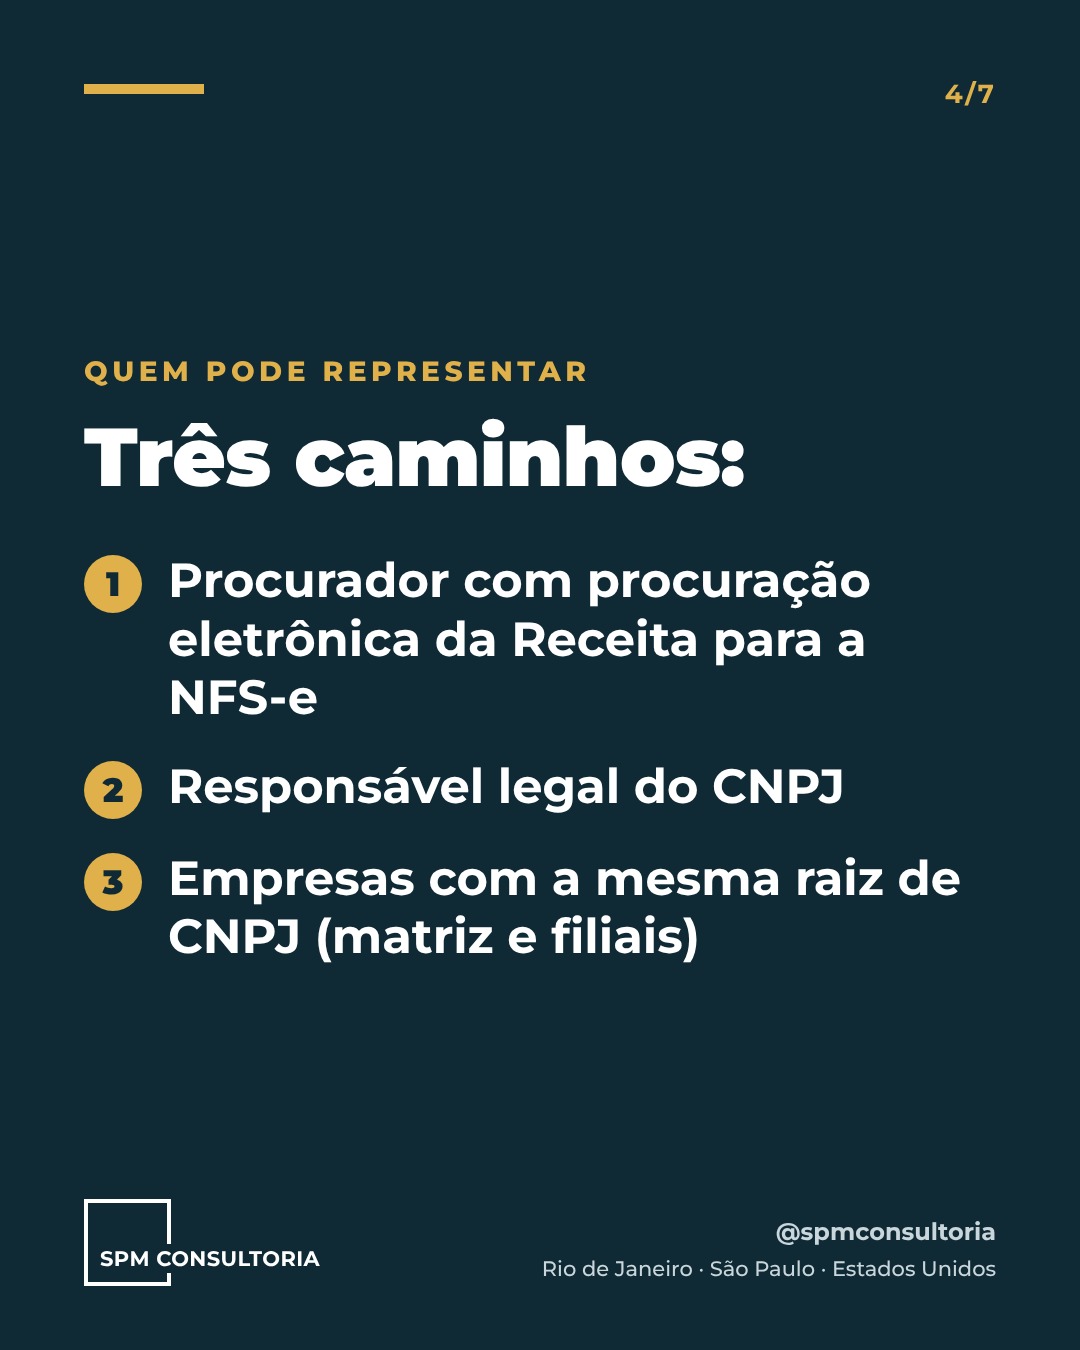 4/7
QUEM PODE REPRESENTAR
Três caminhos:
1 Procurador com procuração
eletrônica da Receita para a
NFS-e
2 Responsável legal do CNPJ
3 Empresas com a mesma raiz de
CNPJ (matriz e filiais)
SPM CONSULTORIA
@spmconsultoria
Rio de Janeiro · São Paulo · Estados Unidos